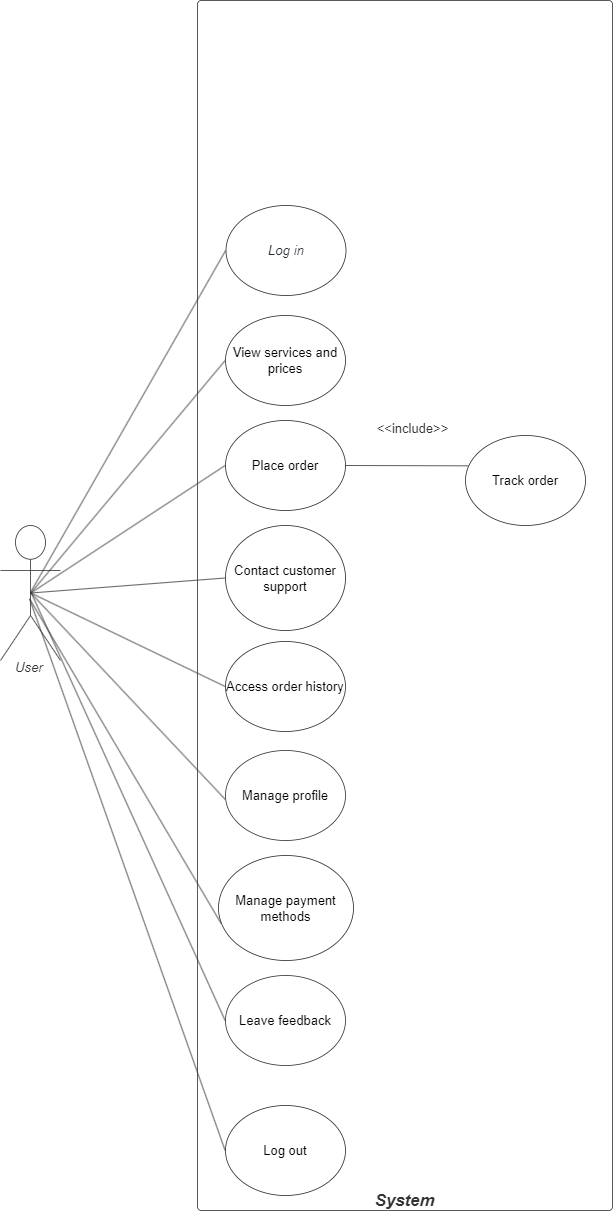 Log in
View services and
prices
<<include>>
Place order
Track order
Contact customer
support
User
Access order history
Manage profile
Manage payment
methods
Leave feedback
Log out
System